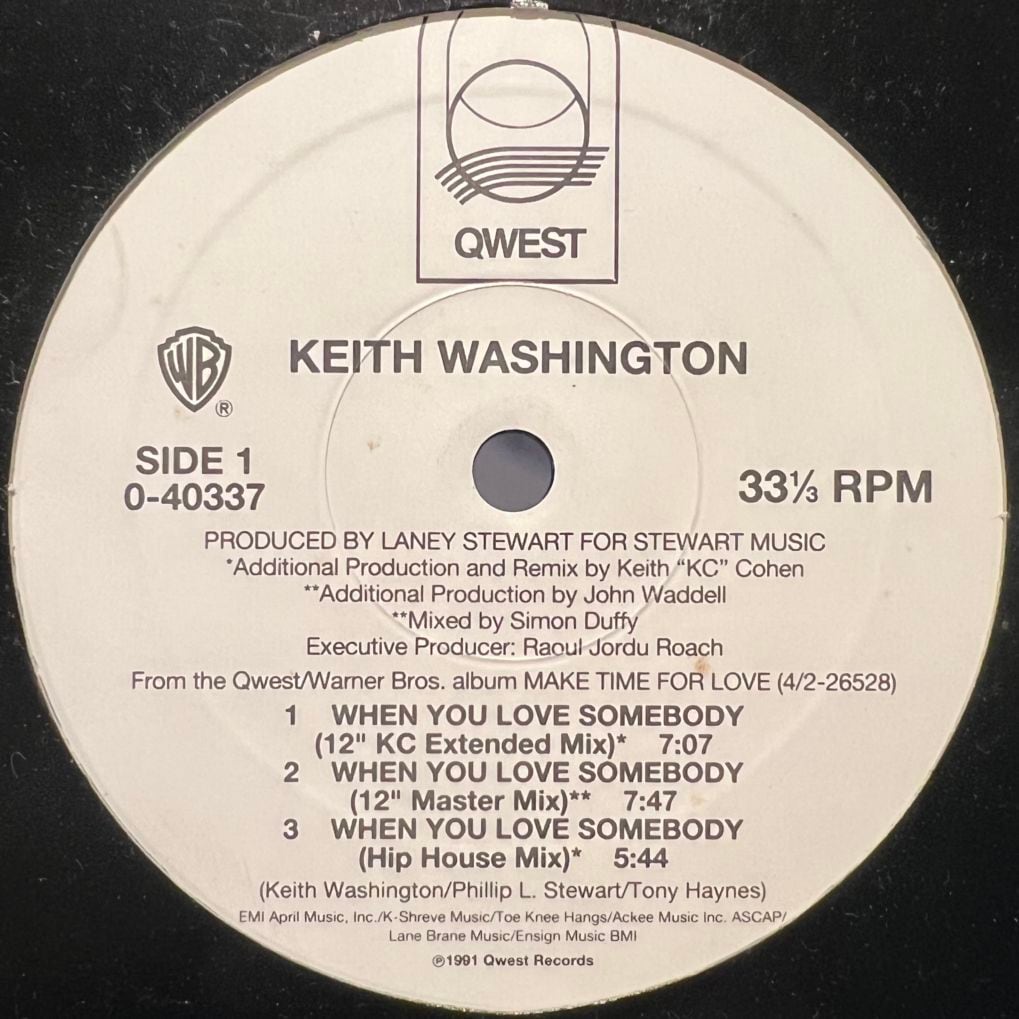 QWEST
WB
®
KEITH WASHINGTON
SIDE 1
0-40337
33⅓ RPM
PRODUCED BY LANEY STEWART FOR STEWART MUSIC
*Additional Production and Remix by Keith “KC” Cohen
**Additional Production by John Waddell
**Mixed by Simon Duffy
Executive Producer: Raoul Jordu Roach
From the Qwest/Warner Bros. album MAKE TIME FOR LOVE (4/2-26528)
1 WHEN YOU LOVE SOMEBODY
(12" KC Extended Mix)* 7:07
2 WHEN YOU LOVE SOMEBODY
(12" Master Mix)** 7:47
3 WHEN YOU LOVE SOMEBODY
(Hip House Mix)* 5:44
(Keith Washington/Phillip L. Stewart/Tony Haynes)
EMI April Music, Inc./K-Shreve Music/Toe Knee Hangs/Ackee Music Inc. ASCAP/
Lane Brane Music/Ensign Music BMI
℗1991 Qwest Records